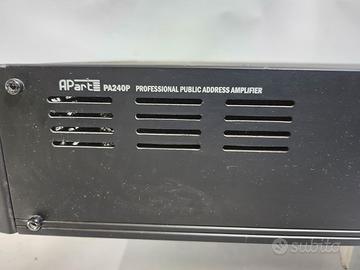 APart PA240P PROFESSIONAL PUBLIC ADDRESS AMPLIFIER
subito